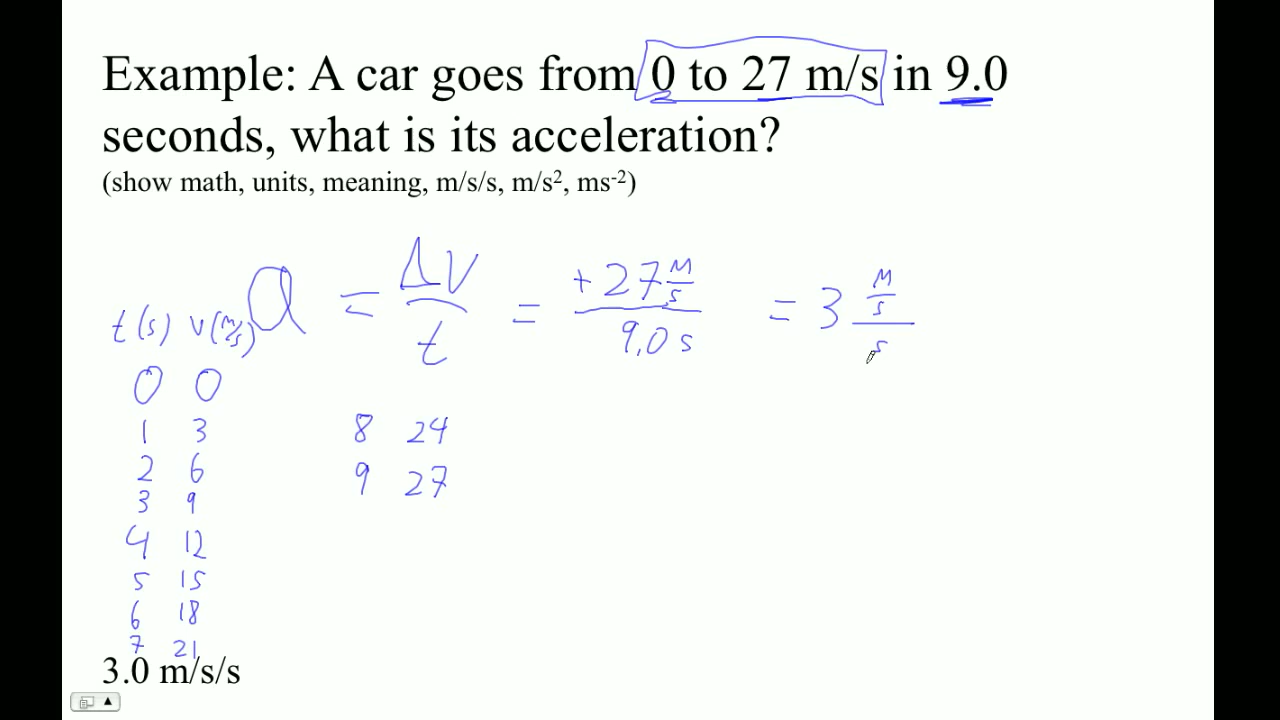 Example: A car goes from 0 to 27 m/s in 9.0
seconds, what is its acceleration?
(show math, units, meaning, m/s/s, m/s², ms⁻²)
a = Δv/t = +27 m/s / 9.0 s = 3 m/s / s
t (s) v (m/s)
0 0
1 3
2 6
3 9
4 12
5 15
6 18
7 21
8 24
9 27
3.0 m/s/s